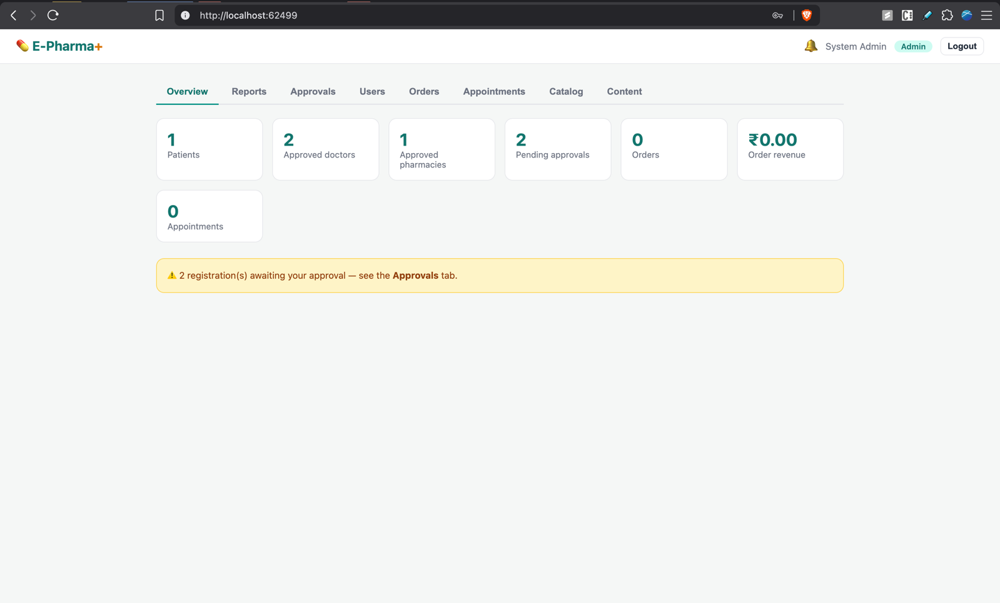 http://localhost:62499
E-Pharma+
System Admin
Admin
Logout
Overview
Reports
Approvals
Users
Orders
Appointments
Catalog
Content
1
Patients
2
Approved doctors
1
Approved
pharmacies
2
Pending approvals
0
Orders
₹0.00
Order revenue
0
Appointments
2 registration(s) awaiting your approval — see the Approvals tab.